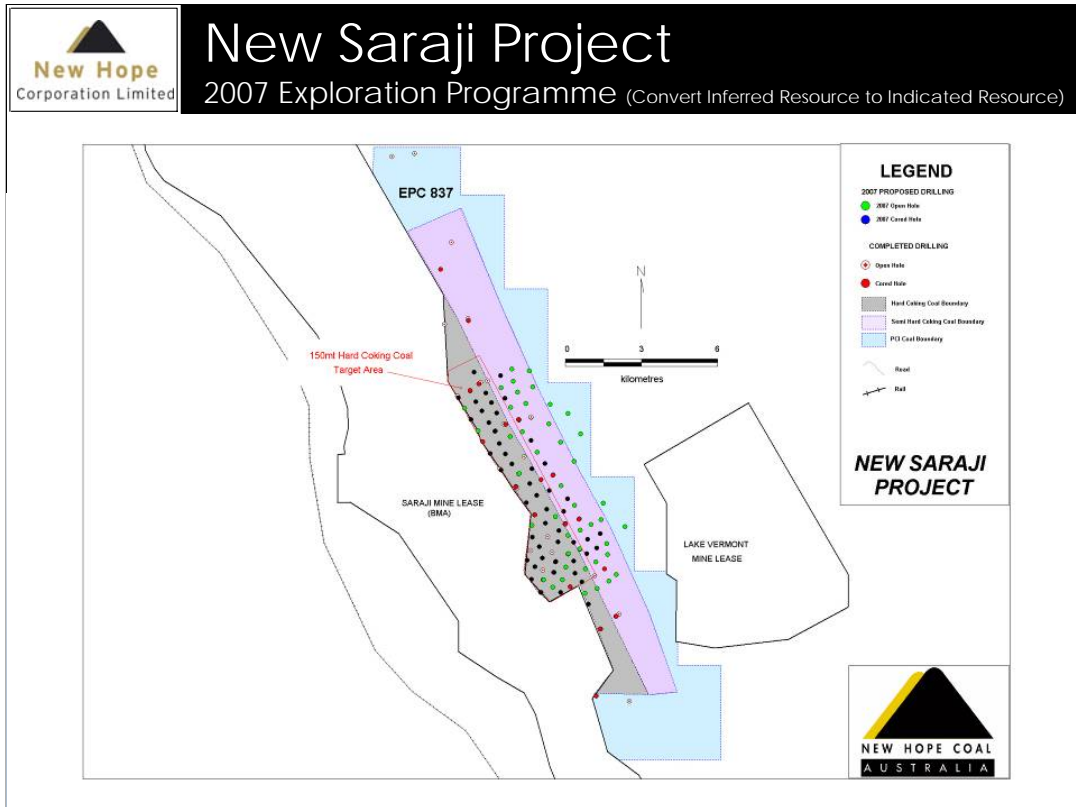 New Hope
Corporation Limited
New Saraji Project
2007 Exploration Programme (Convert Inferred Resource to Indicated Resource)
EPC 837
N
0 3 6
kilometres
150mt Hard Coking Coal
Target Area
SARAJI MINE LEASE
(BMA)
LAKE VERMONT
MINE LEASE
LEGEND
2007 PROPOSED DRILLING
2007 Open Hole
2007 Cored Hole
COMPLETED DRILLING
Open Hole
Cored Hole
Hard Coking Coal Boundary
Semi Hard Coking Coal Boundary
PCI Coal Boundary
Road
Rail
NEW SARAJI
PROJECT
NEW HOPE COAL
AUSTRALIA